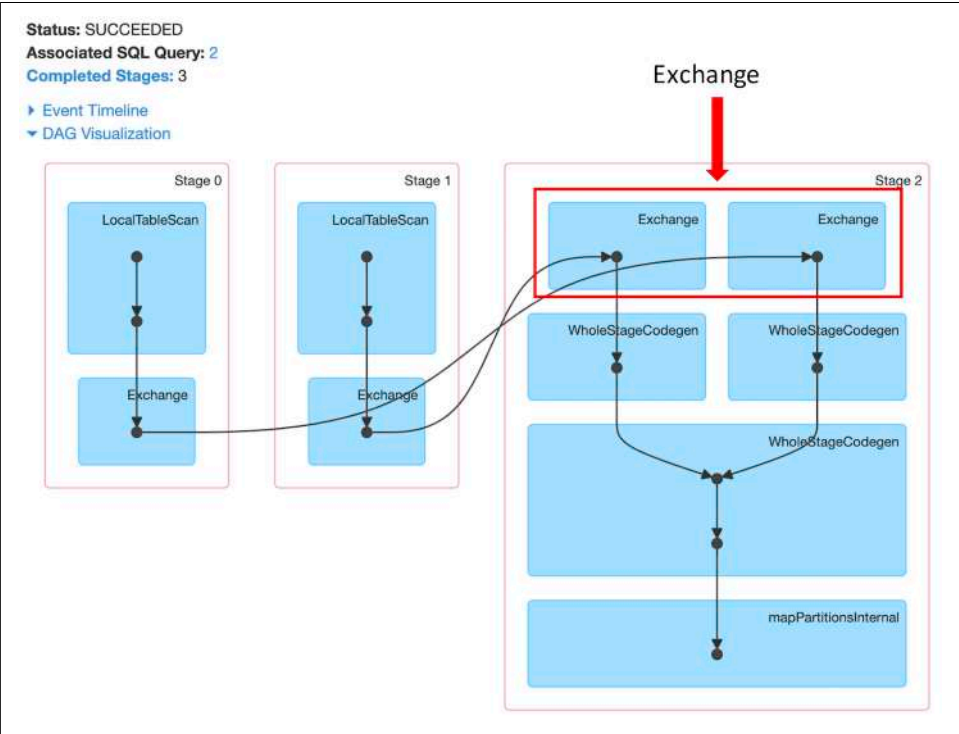 Status: SUCCEEDED
Associated SQL Query: 2
Completed Stages: 3
Event Timeline
DAG Visualization
Exchange
Stage 0
LocalTableScan
Exchange
Stage 1
LocalTableScan
Exchange
Stage 2
Exchange
Exchange
WholeStageCodegen
WholeStageCodegen
WholeStageCodegen
mapPartitionsInternal